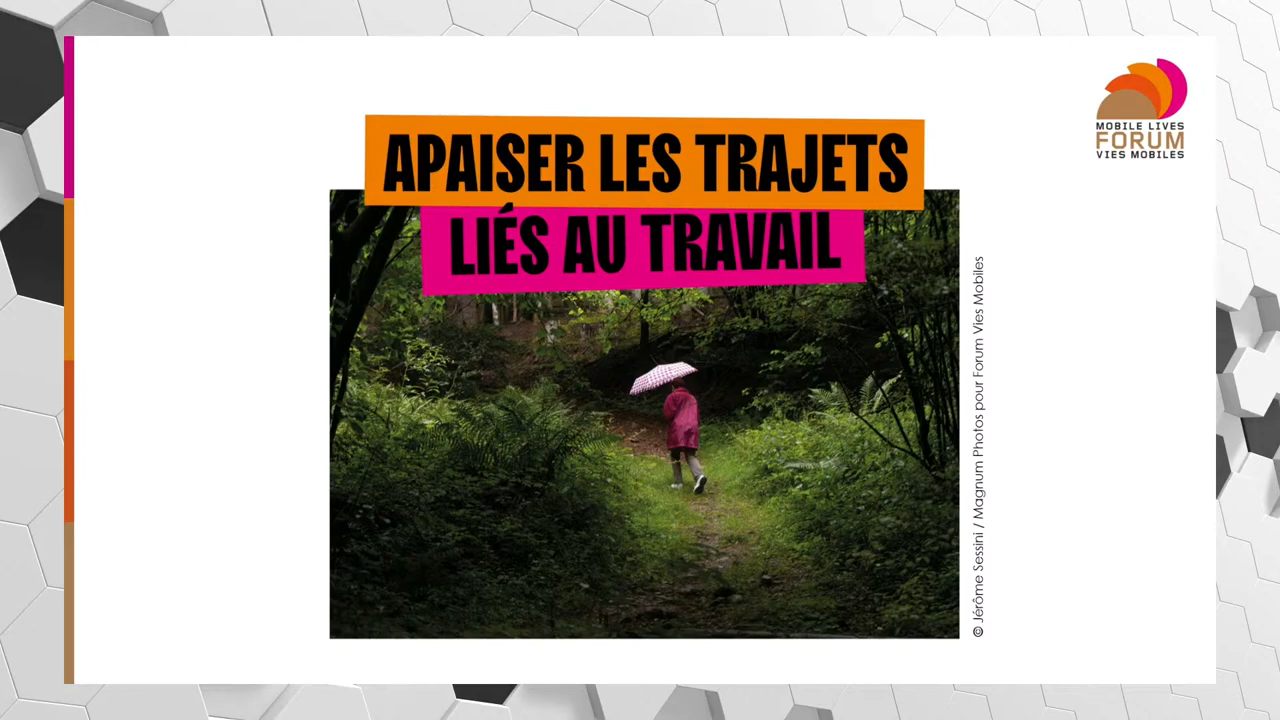 APAISER LES TRAJETS
LIÉS AU TRAVAIL
MOBILE LIVES
FORUM
VIES MOBILES
© Jérôme Sessini / Magnum Photos pour Forum Vies Mobiles